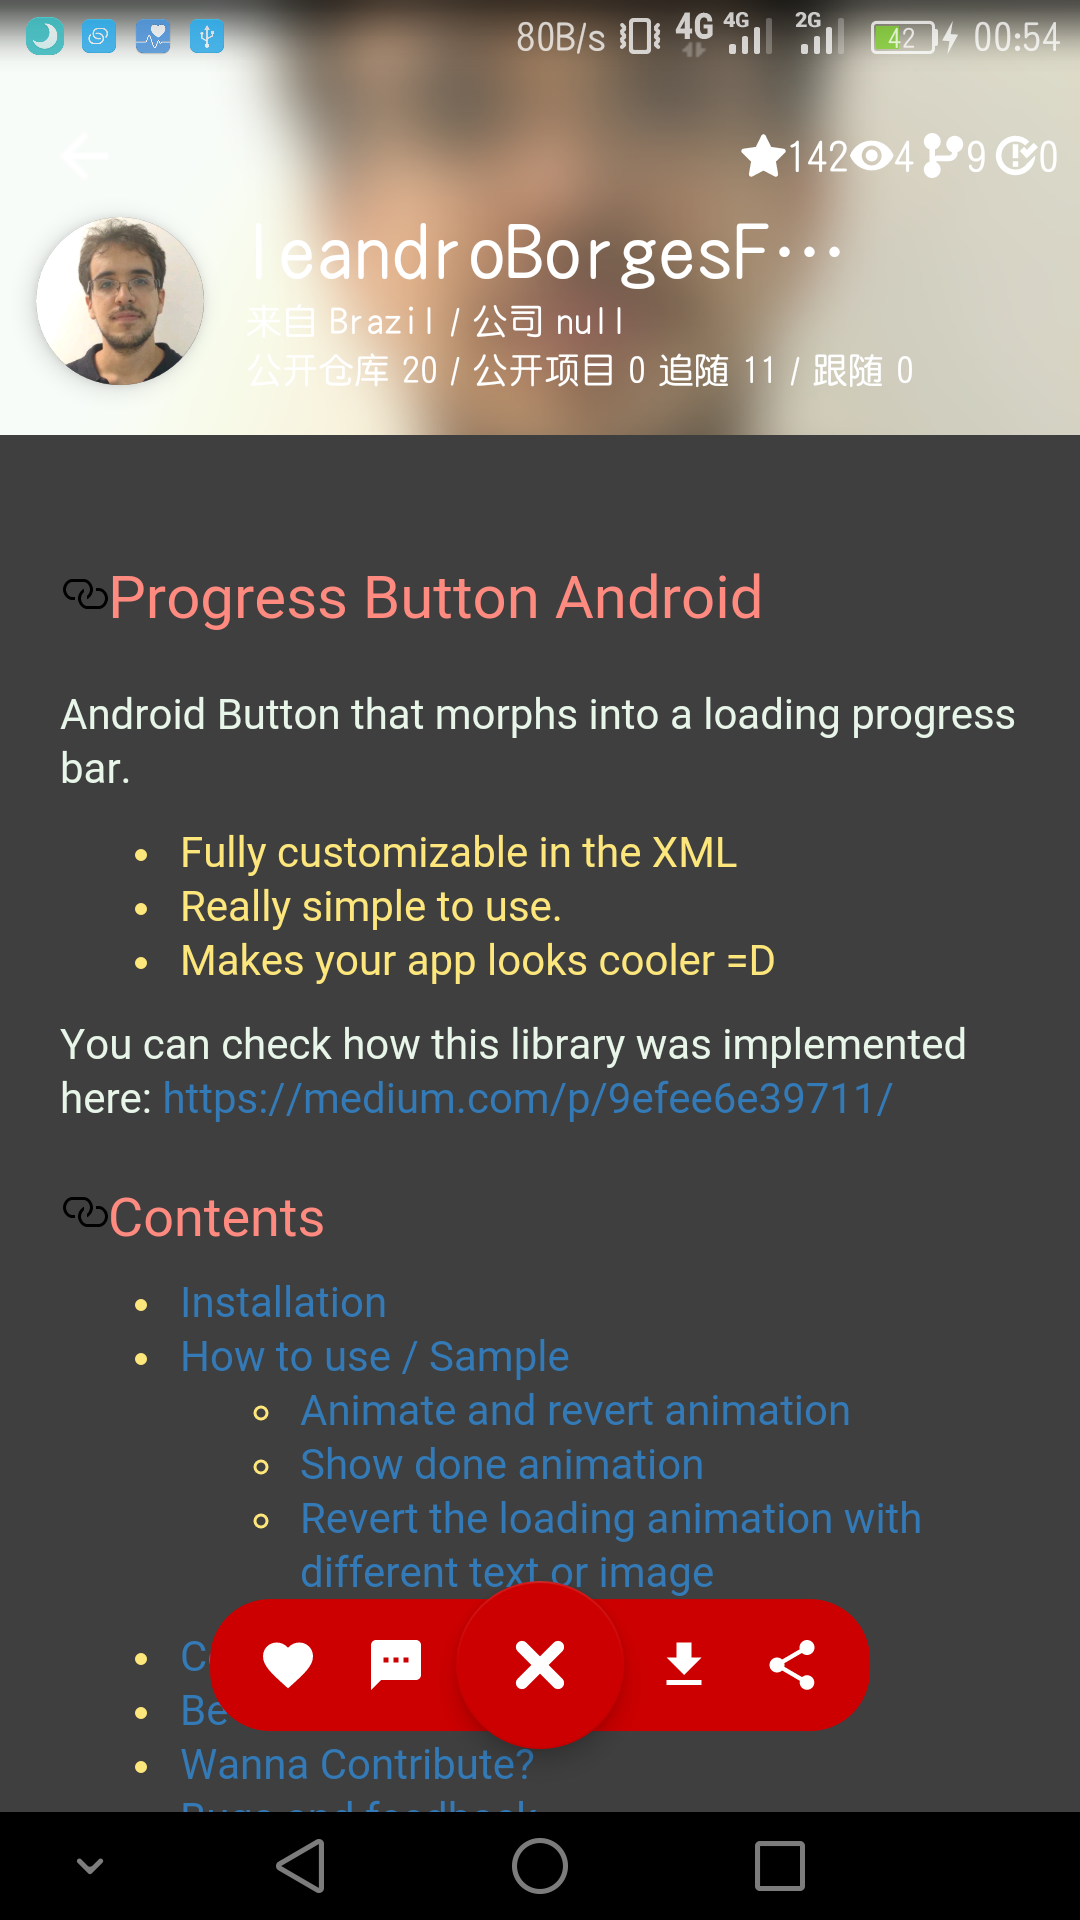 80B/s 4G 4G 2G 42 00:54
142 4 9 0
leandroBorgesF···
来自 Brazil / 公司 null
公开仓库 20 / 公开项目 0 追随 11 / 跟随 0
Progress Button Android
Android Button that morphs into a loading progress
bar.
Fully customizable in the XML
Really simple to use.
Makes your app looks cooler =D
You can check how this library was implemented
here: https://medium.com/p/9efee6e39711/
Contents
Installation
How to use / Sample
Animate and revert animation
Show done animation
Revert the loading animation with
different text or image
Wanna Contribute?
Bugs and feedback